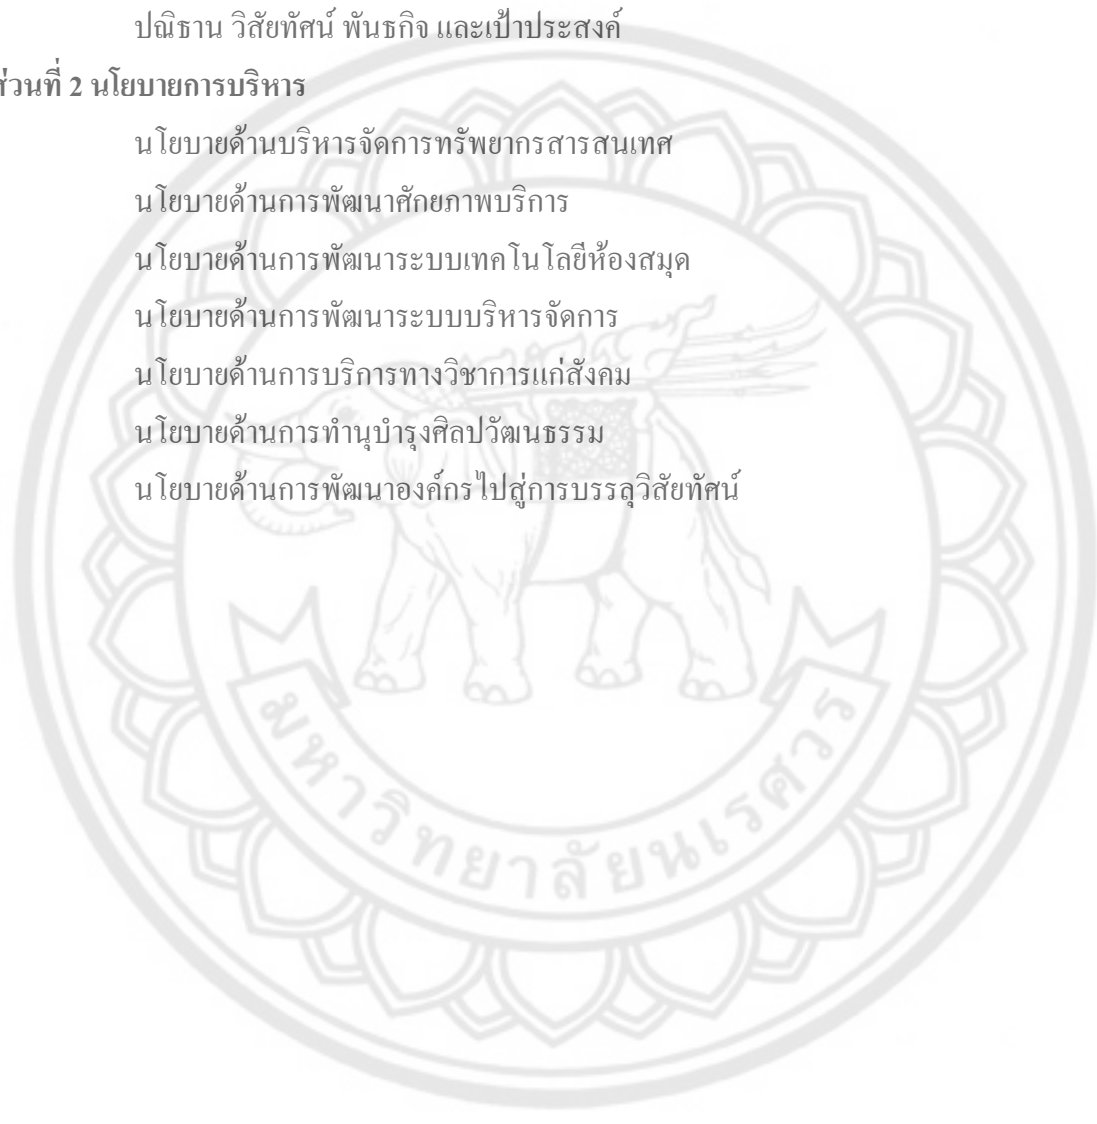 ปณิธาน วิสัยทัศน์ พันธกิจ และเป้าประสงค์
ส่วนที่ 2 นโยบายการบริหาร
นโยบายด้านบริหารจัดการทรัพยากรสารสนเทศ
นโยบายด้านการพัฒนาศักยภาพบริการ
นโยบายด้านการพัฒนาระบบเทคโนโลยีห้องสมุด
นโยบายด้านการพัฒนาระบบบริหารจัดการ
นโยบายด้านการบริการทางวิชาการแก่สังคม
นโยบายด้านการทำนุบำรุงศิลปวัฒนธรรม
นโยบายด้านการพัฒนาองค์กรไปสู่การบรรลุวิสัยทัศน์
มหาวิทยาลัยนเรศวร